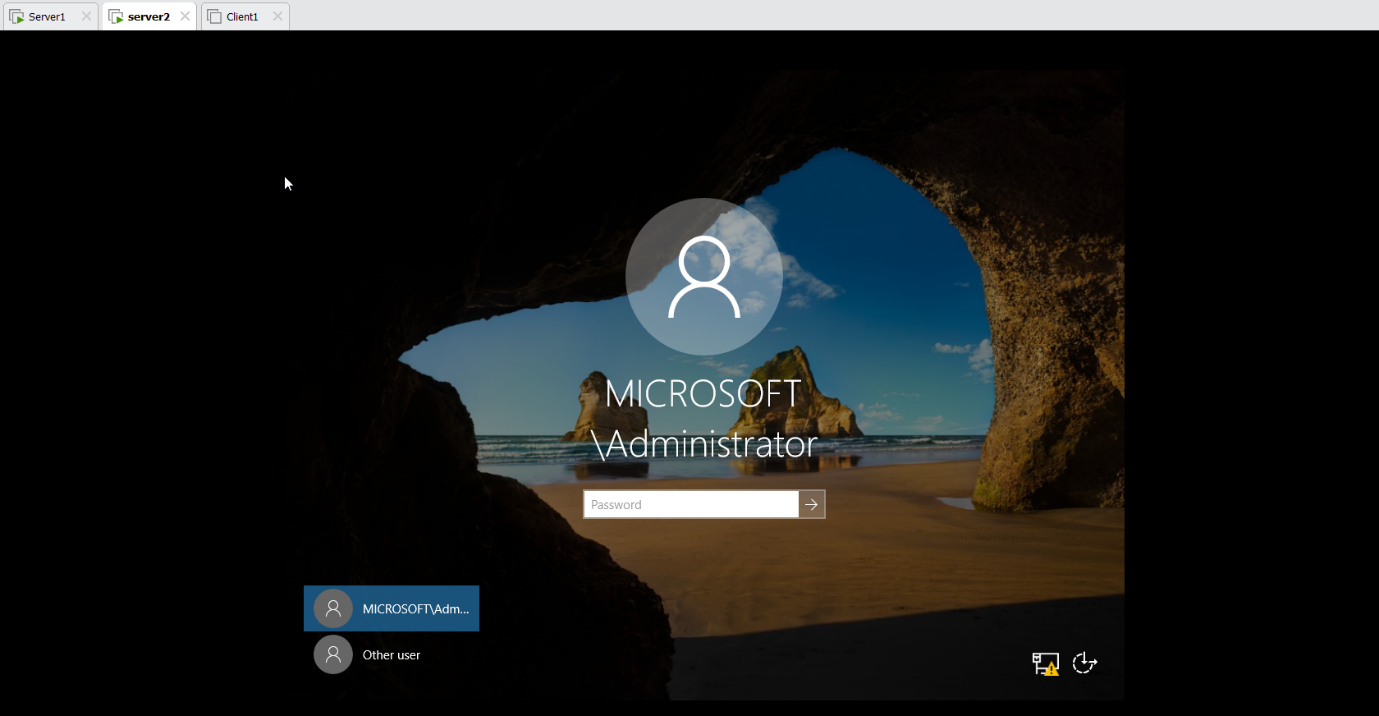 Server1
server2
Client1
MICROSOFT
\Administrator
Password
MICROSOFT\Adm...
Other user